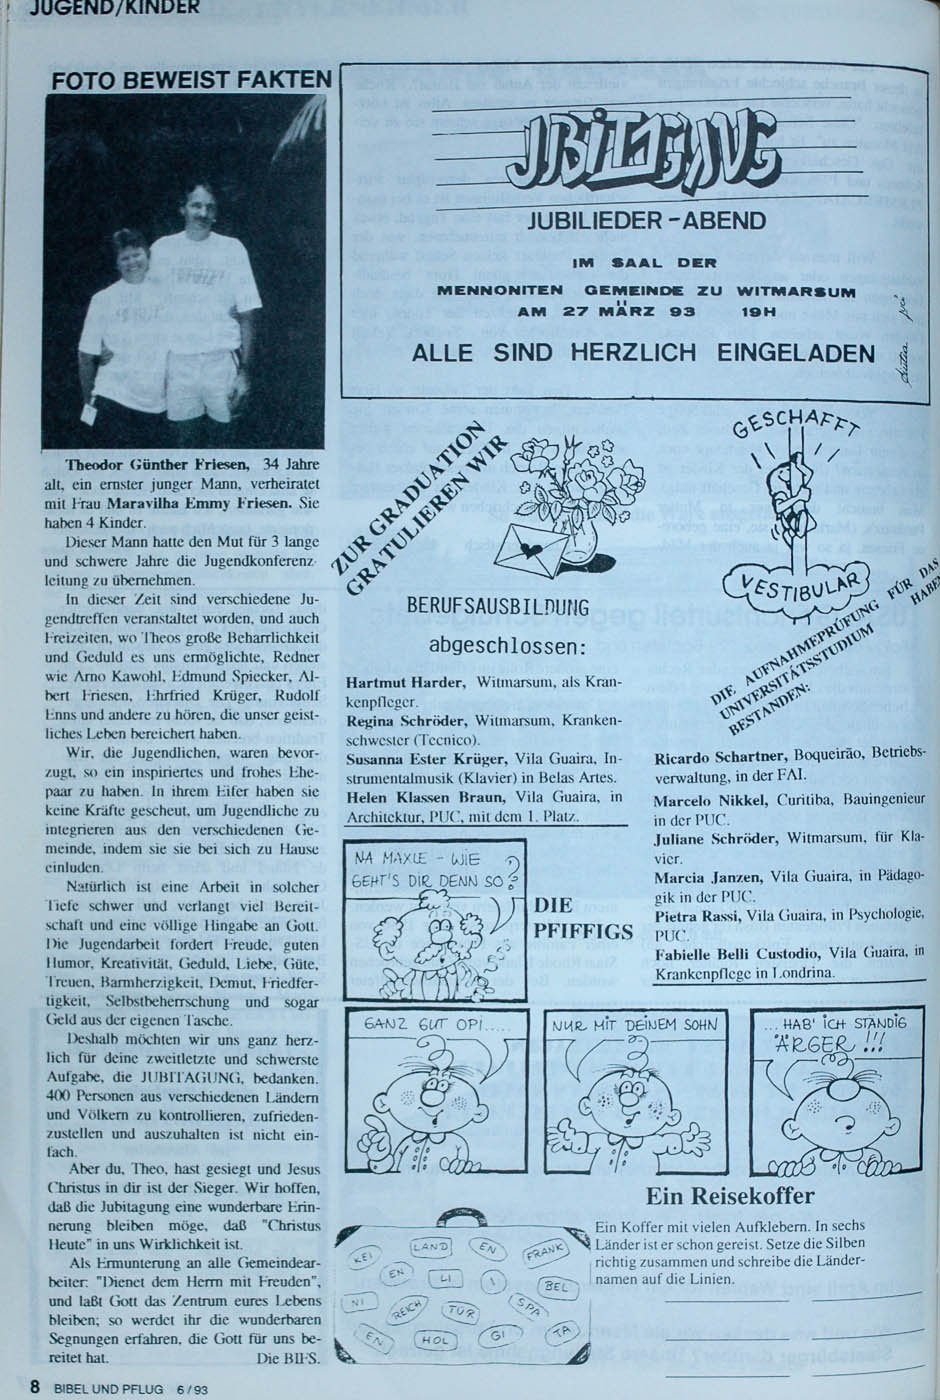 JUGEND/KINDER
FOTO BEWEIST FAKTEN
Theodor Günther Friesen, 34 Jahre
alt, ein ernster junger Mann, verheiratet
mit Frau Maravilha Emmy Friesen. Sie
haben 4 Kinder.
Dieser Mann hatte den Mut für 3 lange
und schwere Jahre die Jugendkonferenz-
leitung zu übernehmen.
In dieser Zeit sind verschiedene Ju-
gendtreffen veranstaltet worden, und auch
Freizeiten, wo Theos große Beharrlichkeit
und Geduld es uns ermöglichte, Redner
wie Arno Kawohl, Edmund Spiecker, Al-
bert Friesen, Ehrfried Krüger, Rudolf
Enns und andere zu hören, die unser geist-
liches Leben bereichert haben.
Wir, die Jugendlichen, waren bevor-
zugt, so ein inspiriertes und frohes Ehe-
paar zu haben. In ihrem Eifer haben sie
keine Kräfte gescheut, um Jugendliche zu
integrieren aus den verschiedenen Ge-
meinde, indem sie sie bei sich zu Hause
einluden.
Natürlich ist eine Arbeit in solcher
Tiefe schwer und verlangt viel Bereit-
schaft und eine völlige Hingabe an Gott.
Die Jugendarbeit fordert Freude, guten
Humor, Kreativität, Geduld, Liebe, Güte,
Treuen, Barmherzigkeit, Demut, Friedfer-
tigkeit, Selbstbeherrschung und sogar
Geld aus der eigenen Tasche.
Deshalb möchten wir uns ganz herz-
lich für deine zweitletzte und schwerste
Aufgabe, die JUBITAGUNG, bedanken.
400 Personen aus verschiedenen Ländern
und Völkern zu kontrollieren, zufrieden-
zustellen und auszuhalten ist nicht ein-
fach.
Aber du, Theo, hast gesiegt und Jesus
Christus in dir ist der Sieger. Wir hoffen,
daß die Jubitagung eine wunderbare Erin-
nerung bleiben möge, daß "Christus
Heute" in uns Wirklichkeit ist.
Als Ermunterung an alle Gemeindear-
beiter: "Dienet dem Herrn mit Freuden",
und laßt Gott das Zentrum eures Lebens
bleiben; so werdet ihr die wunderbaren
Segnungen erfahren, die Gott für uns be-
reitet hat. Die BIFS.
JUBITAGUNG
JUBILIEDER-ABEND
IM SAAL DER
MENNONITEN GEMEINDE ZU WITMARSUM
AM 27 MÄRZ 93 19H
ALLE SIND HERZLICH EINGELADEN
ZUR GRADUATION
GRATULIEREN WIR
BERUFSAUSBILDUNG
abgeschlossen:
Hartmut Harder, Witmarsum, als Kran-
kenpfleger.
Regina Schröder, Witmarsum, Kranken-
schwester (Tecnico).
Susanna Ester Krüger, Vila Guaira, In-
strumentalmusik (Klavier) in Belas Artes.
Helen Klassen Braun, Vila Guaira, in
Architektur, PUC, mit dem 1. Platz.
GESCHAFFT
VESTIBULAR
DIE AUFNAHMEPRÜFUNG FÜR DAS
UNIVERSITÄTSSTUDIUM HABEN
BESTANDEN:
Ricardo Schartner, Boqueirão, Betriebs-
verwaltung, in der FAI.
Marcelo Nikkel, Curitiba, Bauingenieur
in der PUC.
Juliane Schröder, Witmarsum, für Kla-
vier.
Marcia Janzen, Vila Guaira, in Pädago-
gik in der PUC.
Pietra Rassi, Vila Guaira, in Psychologie,
PUC.
Fabielle Belli Custodio, Vila Guaira, in
Krankenpflege in Londrina.
NA MAXLE - WIE
GEHT'S DIR DENN SO?
DIE
PFIFFIGS
GANZ GUT OPI.....
NUR MIT DEINEM SOHN
... HAB' ICH STÄNDIG
ÄRGER!!!
Ein Reisekoffer
Ein Koffer mit vielen Aufklebern. In sechs
Länder ist er schon gereist. Setze die Silben
richtig zusammen und schreibe die Länder-
namen auf die Linien.
KEI LAND EN FRANK
EN LI I BEL
NI REICH TÜR SPA
EN HOL GI TA
8 BIBEL UND PFLUG 6/93